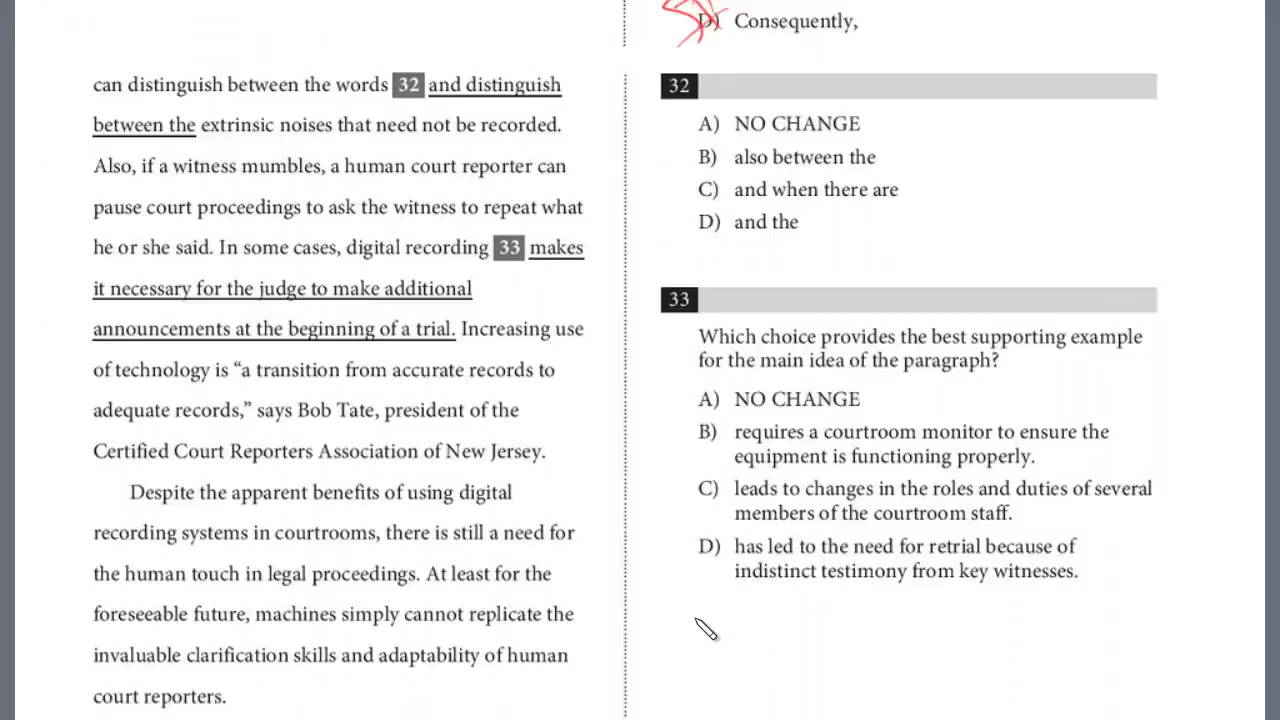 D) Consequently,
can distinguish between the words 32 and distinguish
between the extrinsic noises that need not be recorded.
Also, if a witness mumbles, a human court reporter can
pause court proceedings to ask the witness to repeat what
he or she said. In some cases, digital recording 33 makes
it necessary for the judge to make additional
announcements at the beginning of a trial. Increasing use
of technology is “a transition from accurate records to
adequate records,” says Bob Tate, president of the
Certified Court Reporters Association of New Jersey.
Despite the apparent benefits of using digital
recording systems in courtrooms, there is still a need for
the human touch in legal proceedings. At least for the
foreseeable future, machines simply cannot replicate the
invaluable clarification skills and adaptability of human
court reporters.
32
A) NO CHANGE
B) also between the
C) and when there are
D) and the
33
Which choice provides the best supporting example
for the main idea of the paragraph?
A) NO CHANGE
B) requires a courtroom monitor to ensure the
equipment is functioning properly.
C) leads to changes in the roles and duties of several
members of the courtroom staff.
D) has led to the need for retrial because of
indistinct testimony from key witnesses.